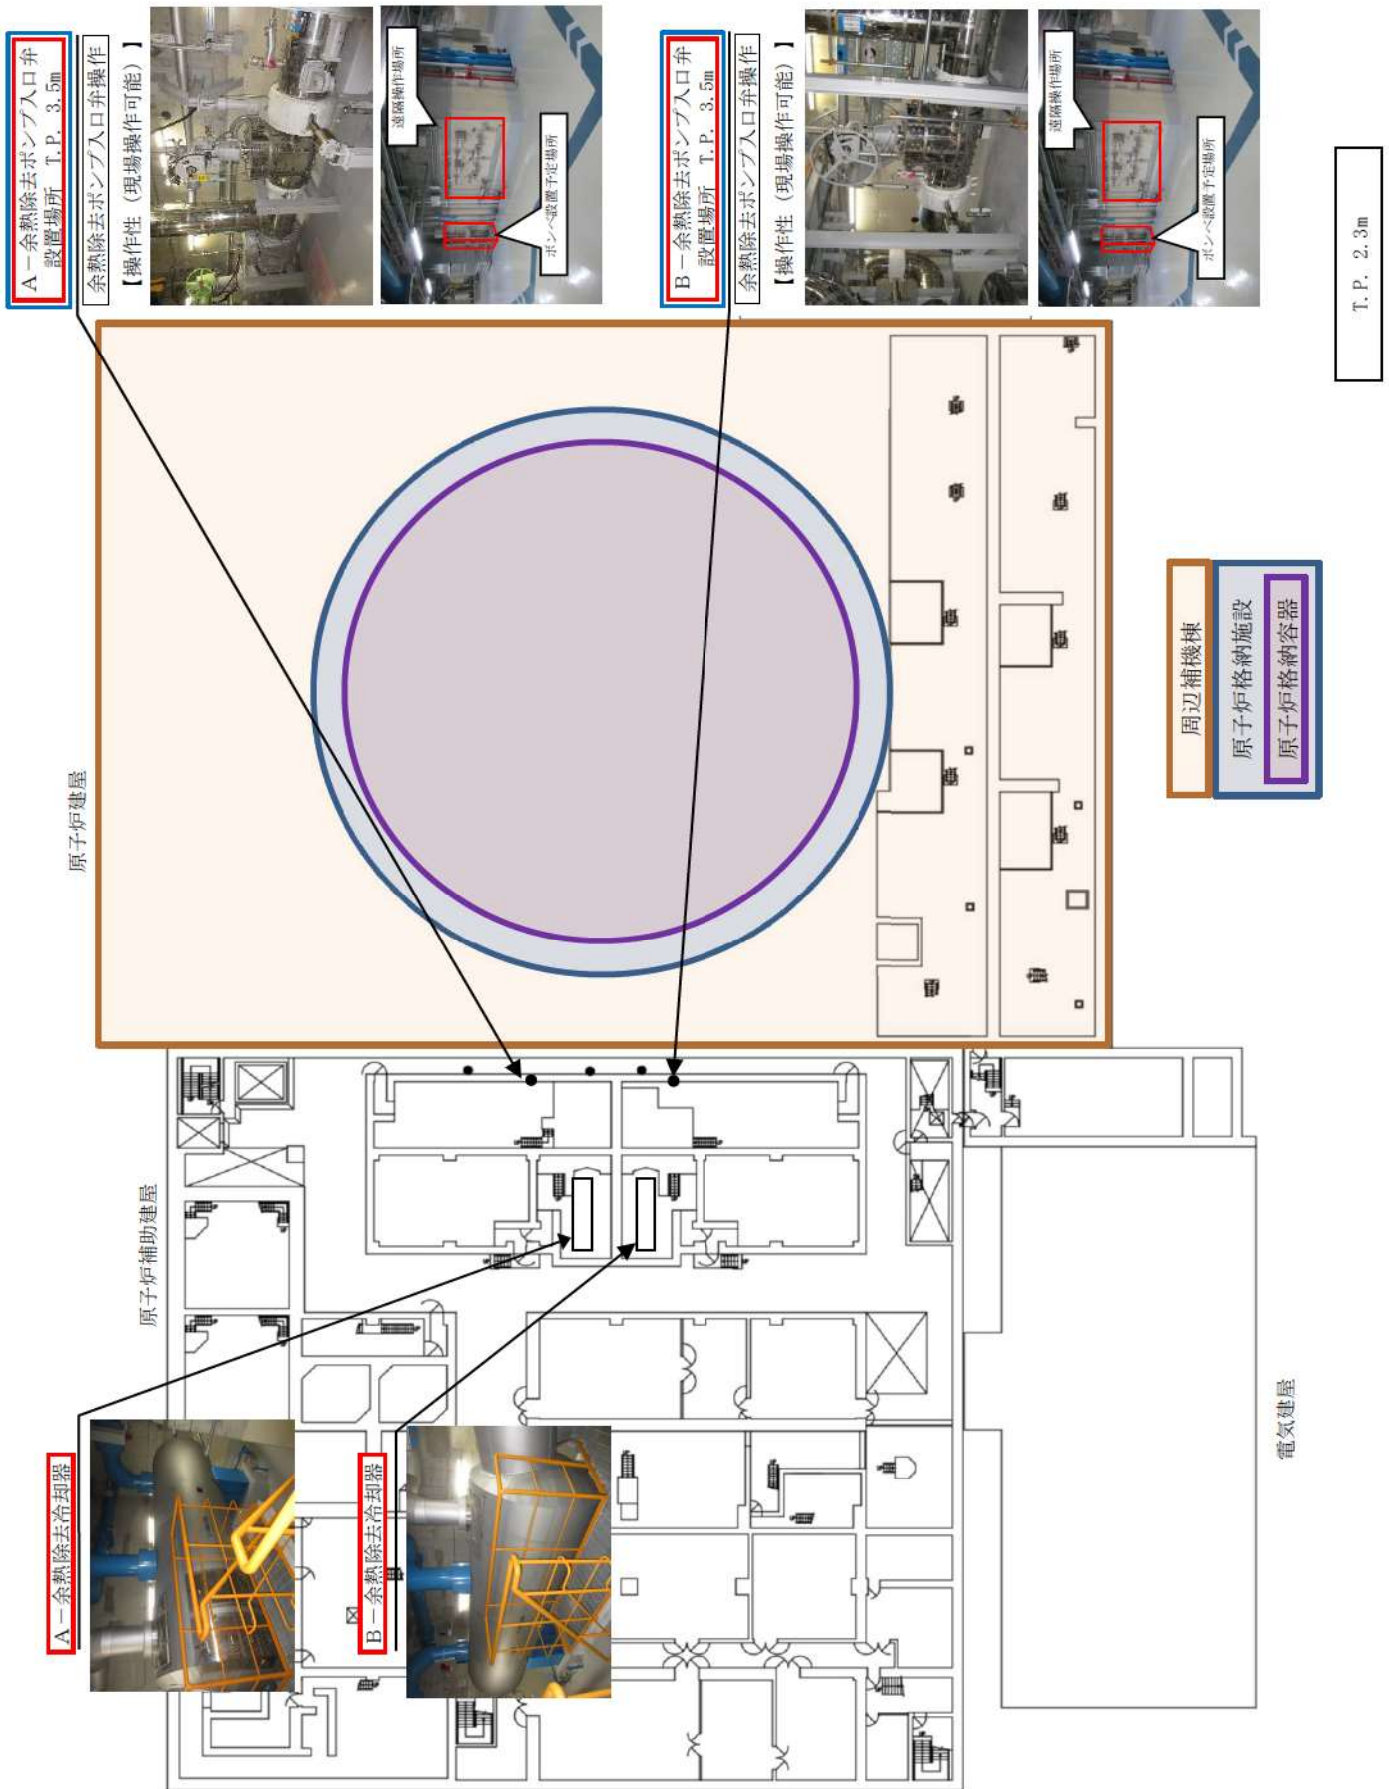 A－余熱除去冷却器
B－余熱除去冷却器
原子炉補助建屋
電気建屋
原子炉建屋
周辺補機棟
原子炉格納施設
原子炉格納容器
A－余熱除去ポンプ入口弁
設置場所 T.P. 3.5m
余熱除去ポンプ入口弁操作
【操作性（現場操作可能）】
遠隔操作場所
ボンベ設置予定場所
B－余熱除去ポンプ入口弁
設置場所 T.P. 3.5m
余熱除去ポンプ入口弁操作
【操作性（現場操作可能）】
遠隔操作場所
ボンベ設置予定場所
T.P. 2.3m